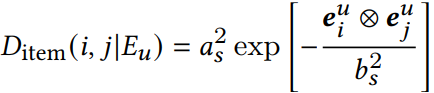 D_item(i, j|E_u) = a_s^2 exp [ − (e_i^u ⊗ e_j^u) / b_s^2 ]